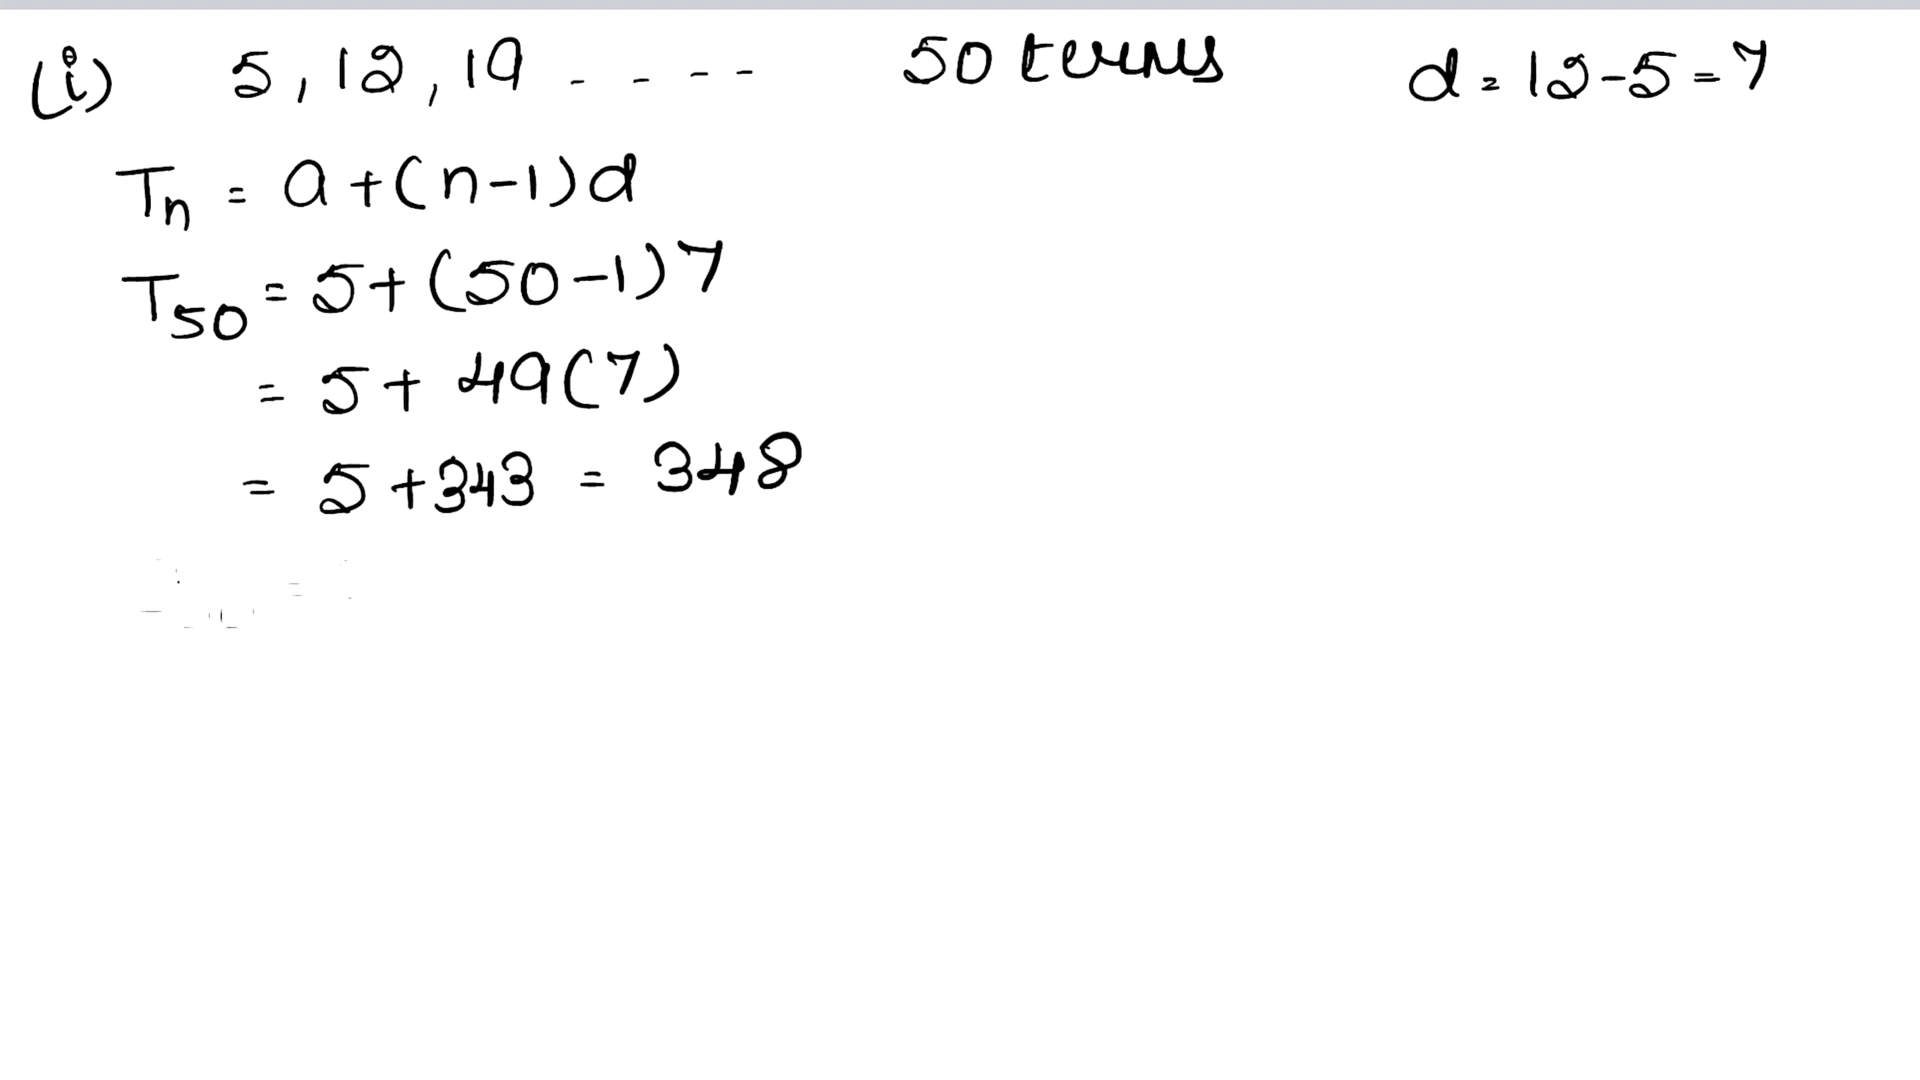 (i) 5, 12, 19 - - - - 50 terms d = 12-5 = 7
Tn = a+(n-1)d
T50 = 5+(50-1)7
= 5+ 49(7)
= 5+343 = 348